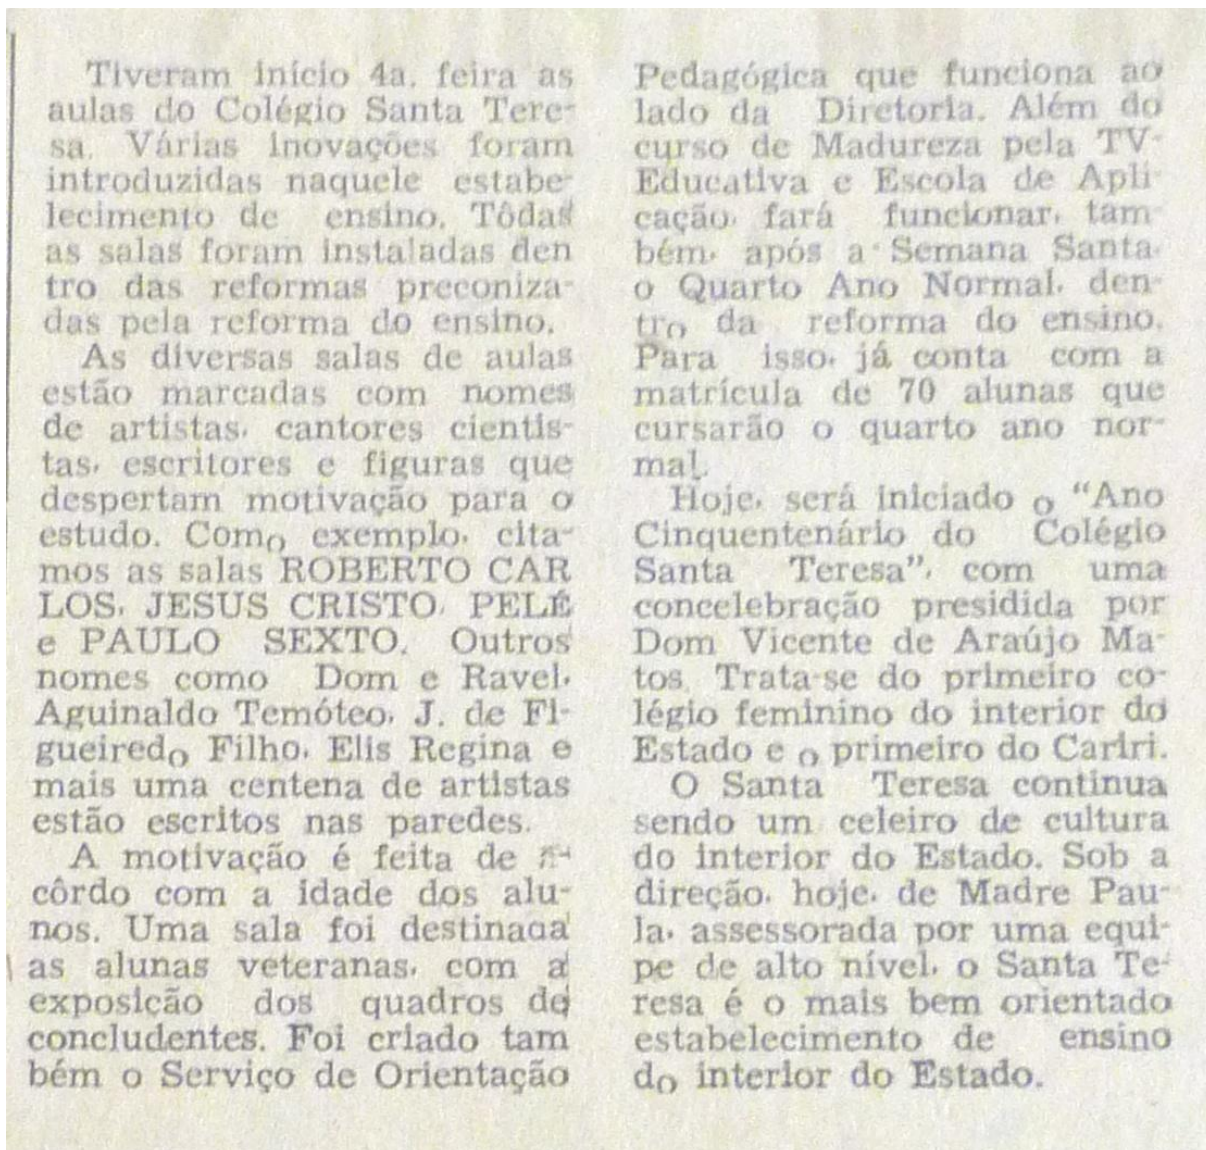 Tiveram início 4a. feira as
aulas do Colégio Santa Tere-
sa. Várias inovações foram
introduzidas naquele estabe-
lecimento de ensino. Tôdas
as salas foram instaladas den
tro das reformas preconiza-
das pela reforma do ensino.
As diversas salas de aulas
estão marcadas com nomes
de artistas, cantores cientis-
tas, escritores e figuras que
despertam motivação para o
estudo. Como exemplo, cita-
mos as salas ROBERTO CAR
LOS, JESUS CRISTO, PELÉ
e PAULO SEXTO. Outros
nomes como Dom e Ravel,
Aguinaldo Temóteo, J. de Fi-
gueiredo Filho, Elis Regina e
mais uma centena de artistas
estão escritos nas paredes.
A motivação é feita de a-
côrdo com a idade dos alu-
nos. Uma sala foi destinada
as alunas veteranas, com a
exposição dos quadros de
concludentes. Foi criado tam
bém o Serviço de Orientação
Pedagógica que funciona ao
lado da Diretoria. Além do
curso de Madureza pela TV-
Educativa e Escola de Apli-
cação, fará funcionar, tam-
bém, após a Semana Santa,
o Quarto Ano Normal, den-
tro da reforma do ensino.
Para isso, já conta com a
matrícula de 70 alunas que
cursarão o quarto ano nor-
mal.
Hoje, será iniciado o "Ano
Cinquentenário do Colégio
Santa Teresa", com uma
concelebração presidida por
Dom Vicente de Araújo Ma-
tos. Trata-se do primeiro co-
légio feminino do interior do
Estado e o primeiro do Cariri.
O Santa Teresa continua
sendo um celeiro de cultura
do interior do Estado. Sob a
direção, hoje, de Madre Pau-
la, assessorada por uma equi-
pe de alto nível, o Santa Te-
resa é o mais bem orientado
estabelecimento de ensino
do interior do Estado.